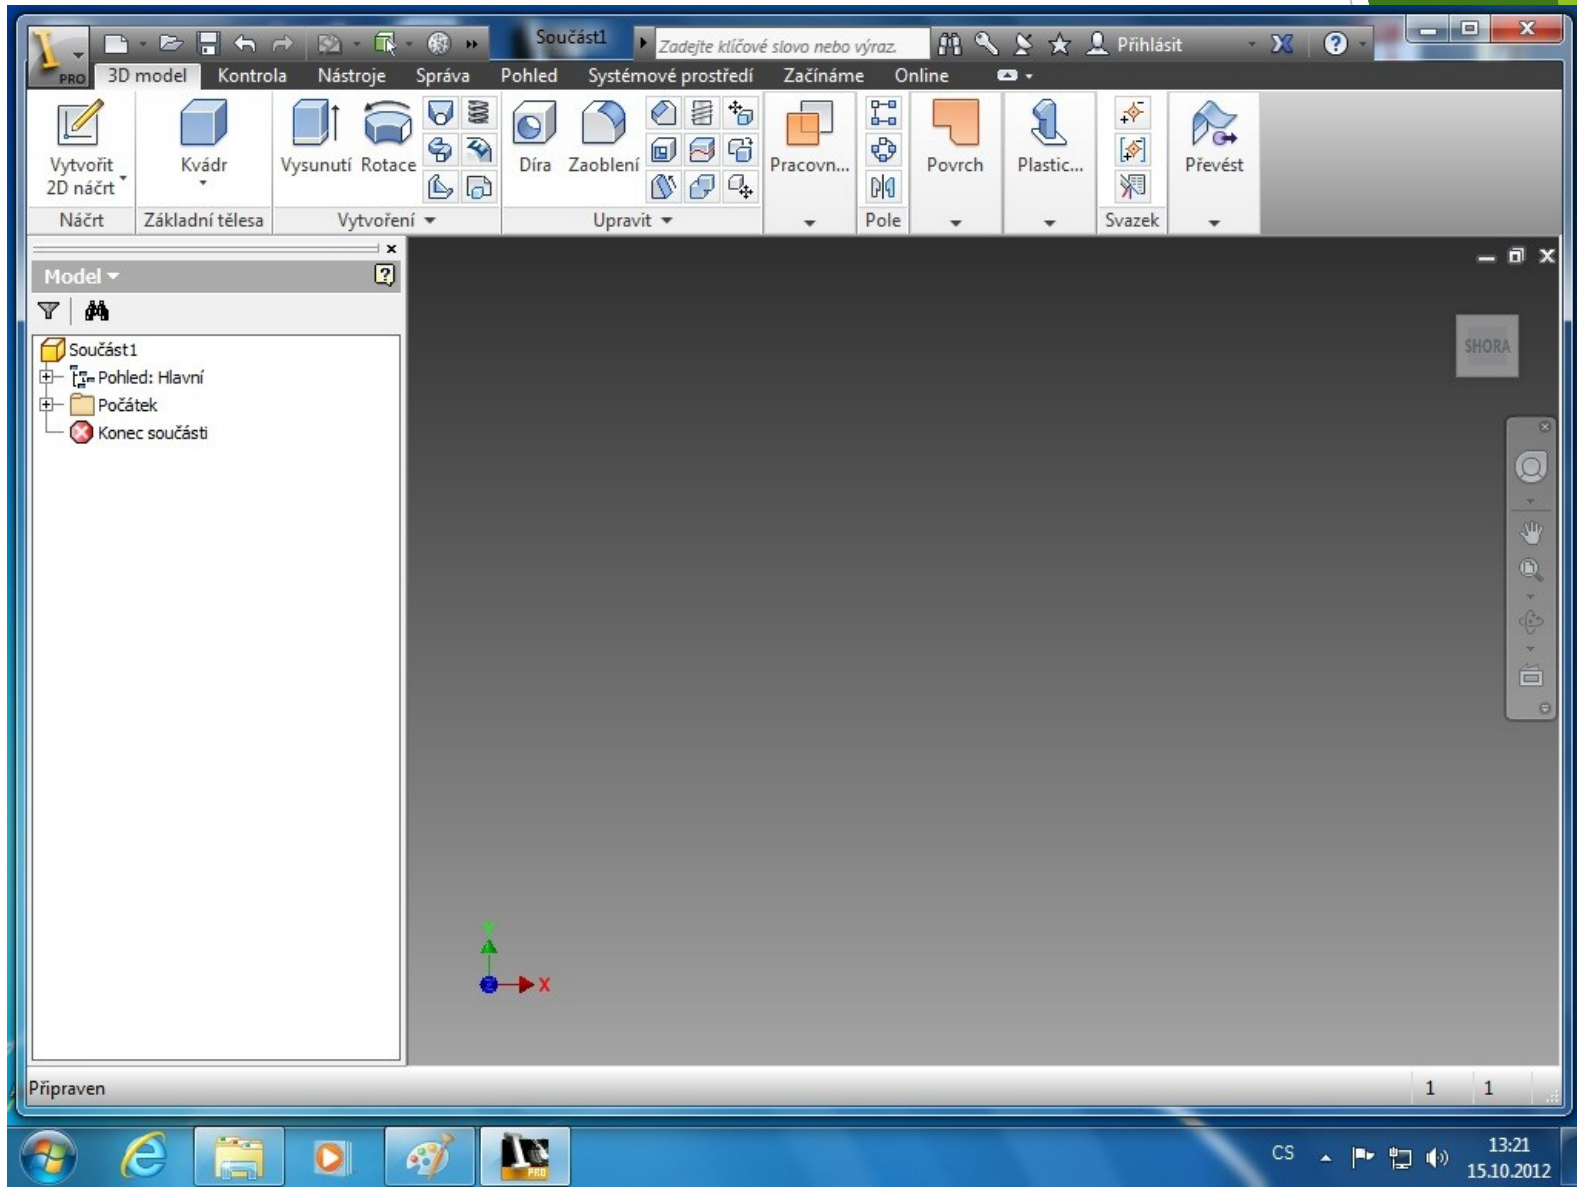 Součást1
Zadejte klíčové slovo nebo výraz.
Přihlásit
PRO
3D model Kontrola Nástroje Správa Pohled Systémové prostředí Začínáme Online
Vytvořit
2D náčrt
Kvádr
Vysunutí Rotace
Díra Zaoblení
Pracovn...
Povrch
Plastic...
Převést
Náčrt Základní tělesa Vytvoření Upravit Pole Svazek
Model
Součást1
Pohled: Hlavní
Počátek
Konec součásti
SHORA
Y
Z X
Připraven 1 1
PRO
CS
13:21
15.10.2012